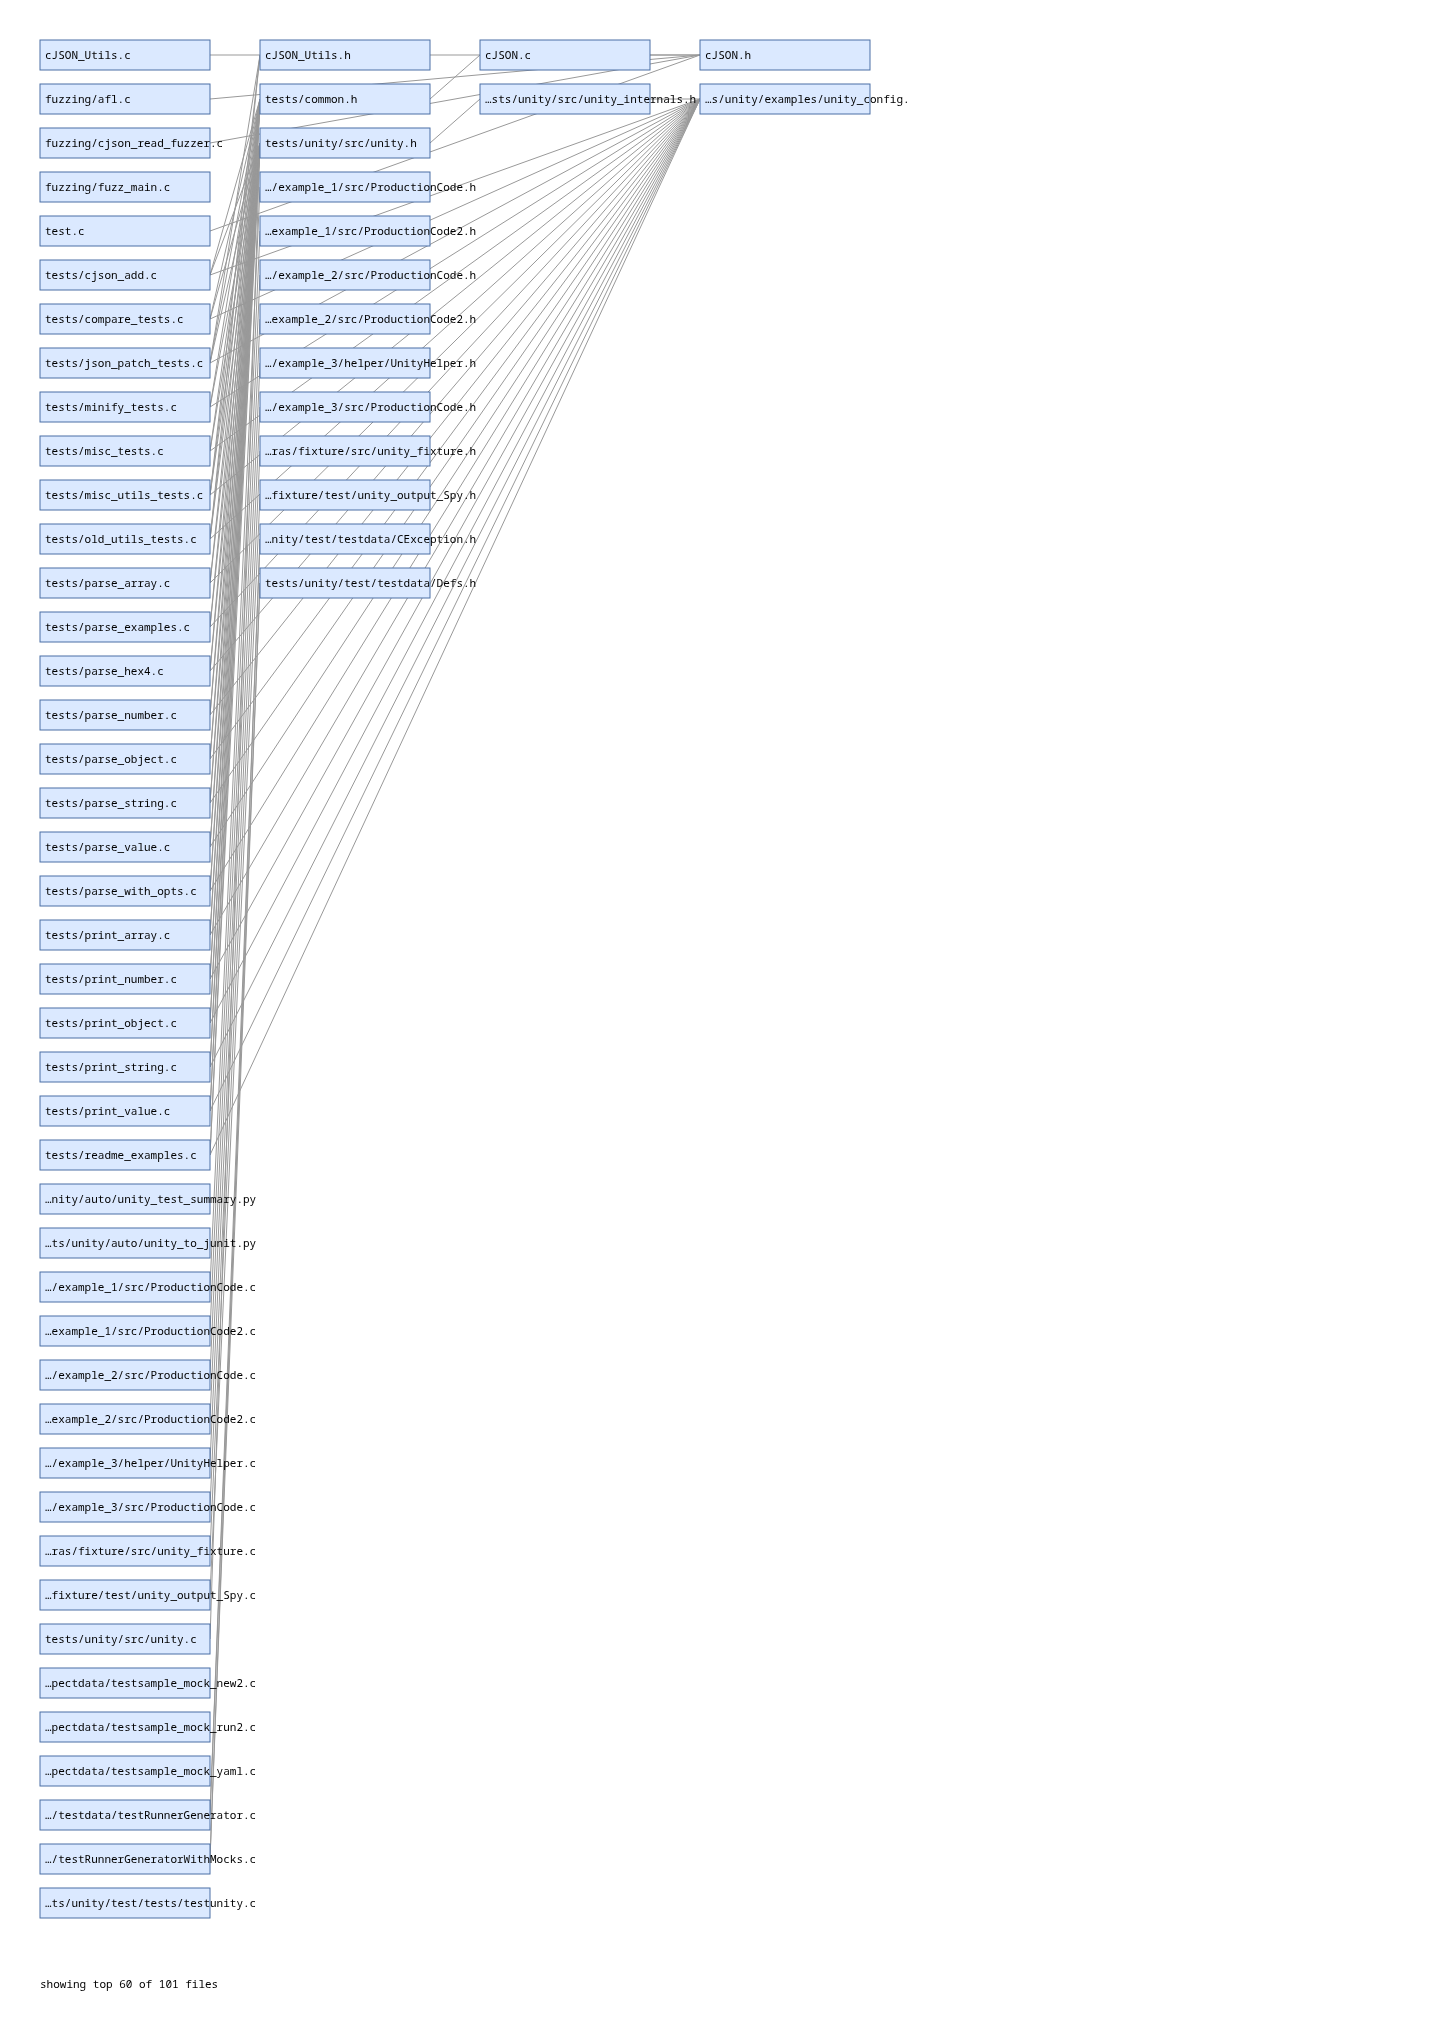 cJSON_Utils.c
fuzzing/afl.c
fuzzing/cjson_read_fuzzer.c
fuzzing/fuzz_main.c
test.c
tests/cjson_add.c
tests/compare_tests.c
tests/json_patch_tests.c
tests/minify_tests.c
tests/misc_tests.c
tests/misc_utils_tests.c
tests/old_utils_tests.c
tests/parse_array.c
tests/parse_examples.c
tests/parse_hex4.c
tests/parse_number.c
tests/parse_object.c
tests/parse_string.c
tests/parse_value.c
tests/parse_with_opts.c
tests/print_array.c
tests/print_number.c
tests/print_object.c
tests/print_string.c
tests/print_value.c
tests/readme_examples.c
…nity/auto/unity_test_summary.py
…ts/unity/auto/unity_to_junit.py
…/example_1/src/ProductionCode.c
…example_1/src/ProductionCode2.c
…/example_2/src/ProductionCode.c
…example_2/src/ProductionCode2.c
…/example_3/helper/UnityHelper.c
…/example_3/src/ProductionCode.c
…ras/fixture/src/unity_fixture.c
…fixture/test/unity_output_Spy.c
tests/unity/src/unity.c
…pectdata/testsample_mock_new2.c
…pectdata/testsample_mock_run2.c
…pectdata/testsample_mock_yaml.c
…/testdata/testRunnerGenerator.c
…/testRunnerGeneratorWithMocks.c
…ts/unity/test/tests/testunity.c
cJSON_Utils.h
tests/common.h
tests/unity/src/unity.h
…/example_1/src/ProductionCode.h
…example_1/src/ProductionCode2.h
…/example_2/src/ProductionCode.h
…example_2/src/ProductionCode2.h
…/example_3/helper/UnityHelper.h
…/example_3/src/ProductionCode.h
…ras/fixture/src/unity_fixture.h
…fixture/test/unity_output_Spy.h
…nity/test/testdata/CException.h
tests/unity/test/testdata/Defs.h
cJSON.c
…sts/unity/src/unity_internals.h
cJSON.h
…s/unity/examples/unity_config.
showing top 60 of 101 files